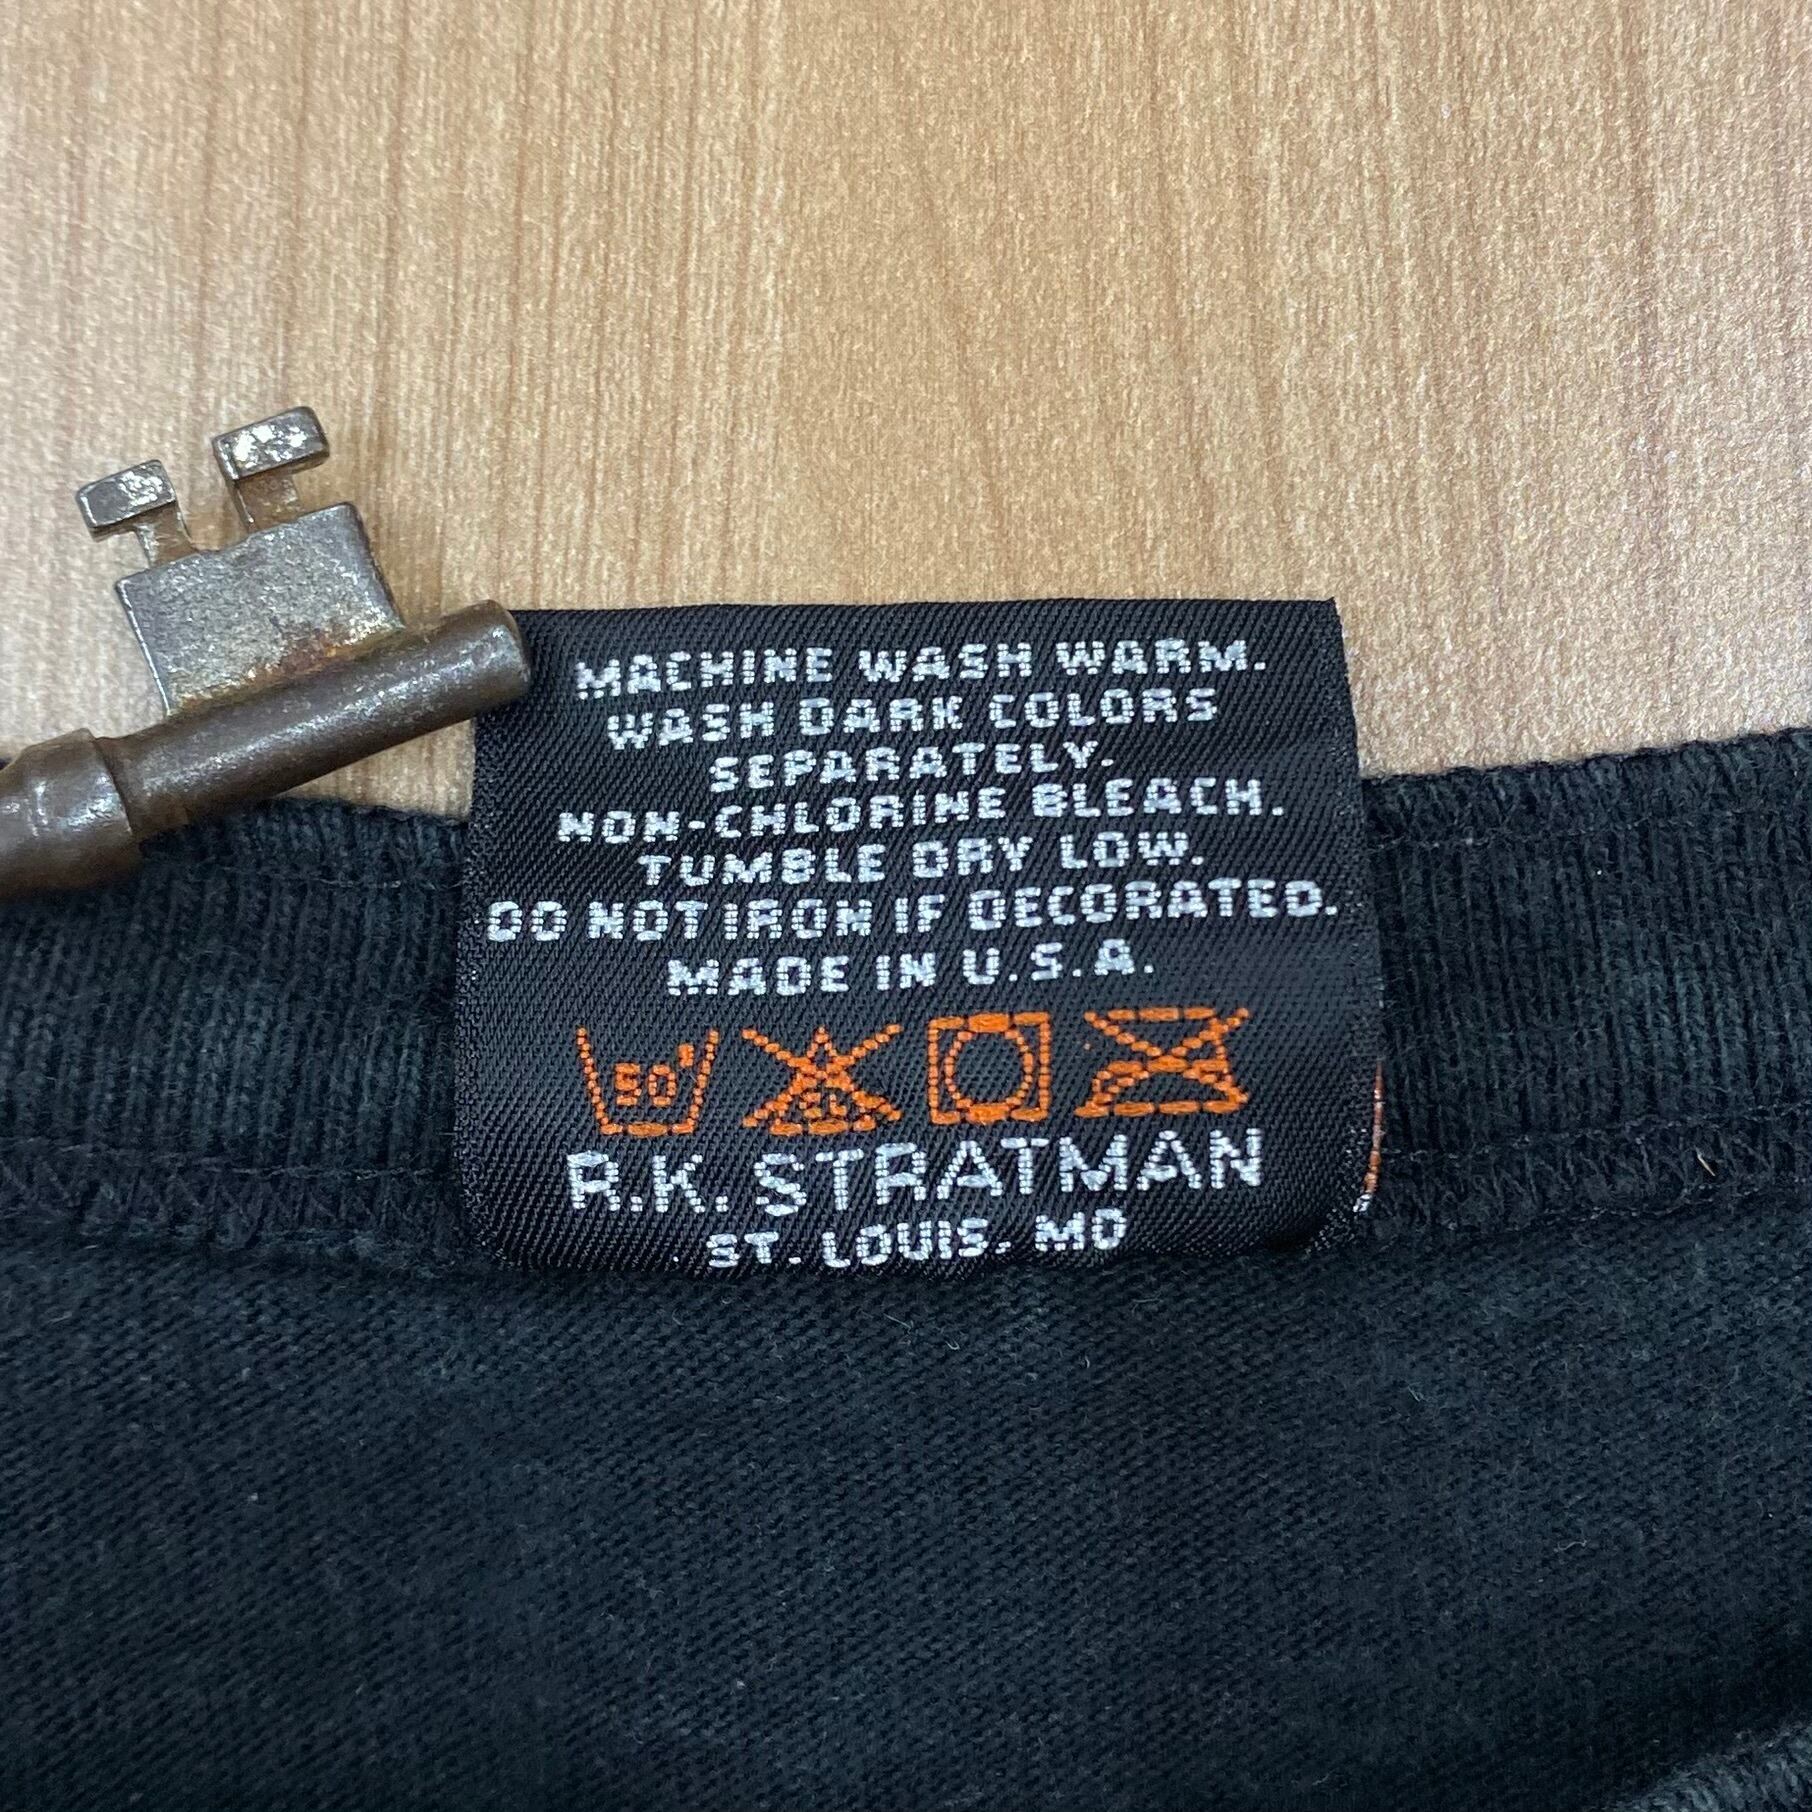 MACHINE WASH WARM.
WASH DARK COLORS
SEPARATELY.
NON-CHLORINE BLEACH.
TUMBLE DRY LOW.
DO NOT IRON IF DECORATED.
MADE IN U.S.A.
50° CL
R.K. STRATMAN
ST. LOUIS, MO